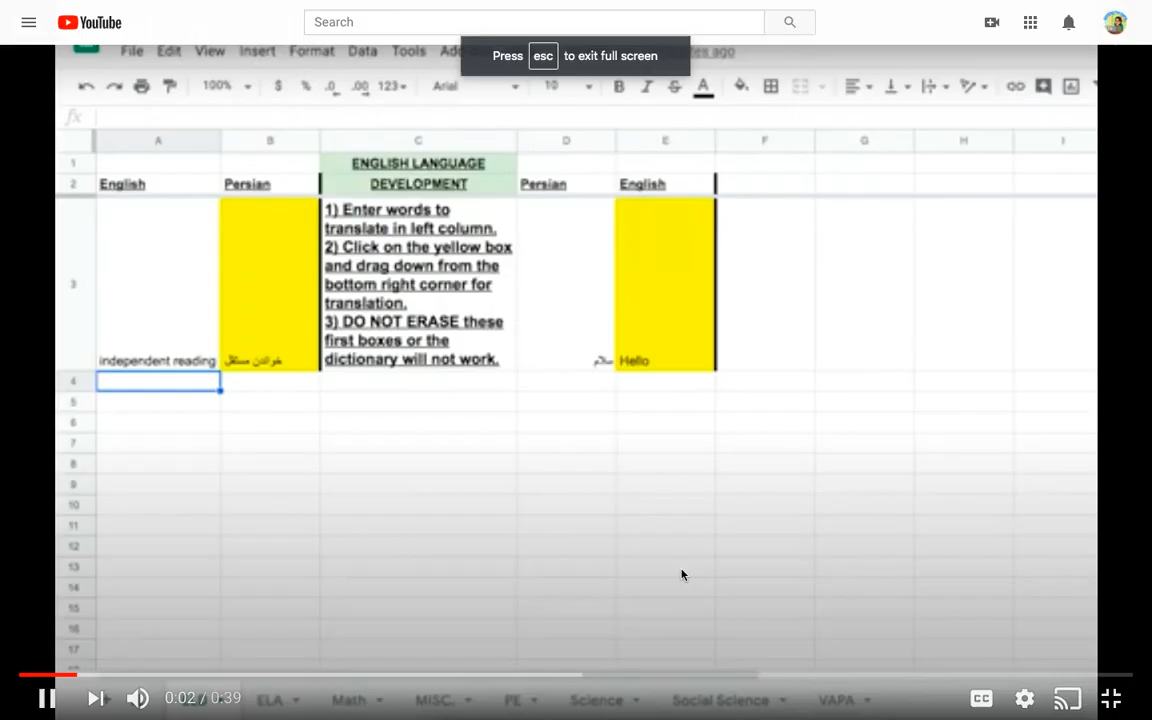 YouTube
Search
File Edit View Insert Format Data Tools
Press esc to exit full screen
100% $ % .0 .00 123 Arial 10 B I S A
fx
A B C D E F G H I
1 ENGLISH LANGUAGE
2 English Persian DEVELOPMENT Persian English
1) Enter words to
translate in left column.
2) Click on the yellow box
and drag down from the
bottom right corner for
translation.
3) DO NOT ERASE these
first boxes or the
dictionary will not work.
3
independent reading خواندن مستقل سلام Hello
4
5
6
7
8
9
10
11
12
13
14
15
16
17
0:02 / 0:39
ELA Math MISC. PE Science Social Science VAPA
CC